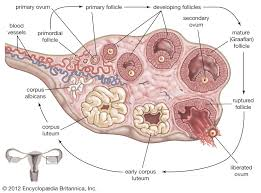 primary ovum
primary follicle
developing follicles
blood
vessels
primordial
follicle
secondary
ovum
mature
(Graafian)
follicle
corpus
albicans
ruptured
follicle
corpus
luteum
early corpus
luteum
liberated
ovum
© 2012 Encyclopædia Britannica, Inc.